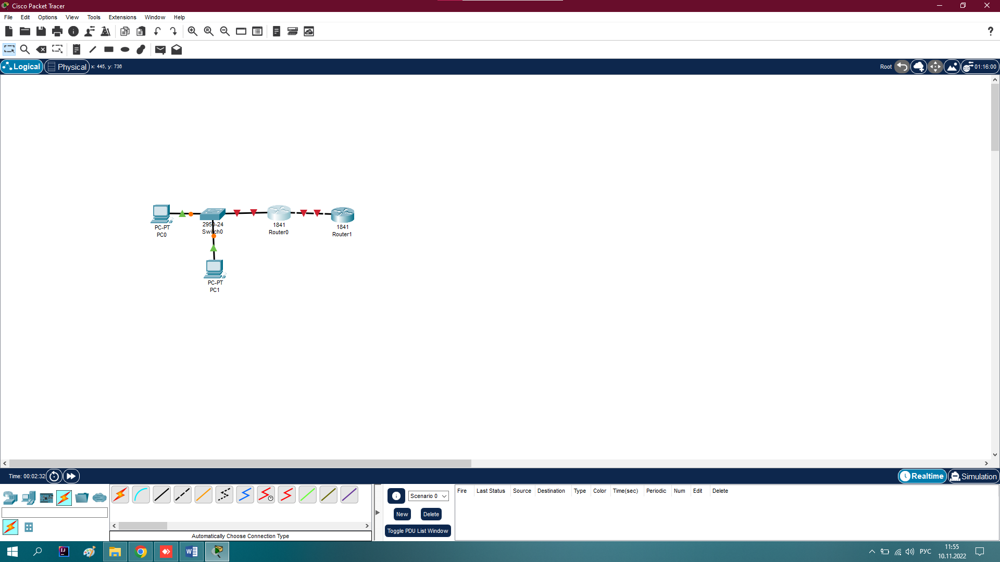 Cisco Packet Tracer
File Edit Options View Tools Extensions Window Help
?
Logical Physical x: 445, y: 736 Root 01:16:00
PC-PT
PC0
2950-24
Switch0
1841
Router0
1841
Router1
PC-PT
PC1
Time: 00:02:32 Realtime Simulation
Scenario 0
New Delete
Toggle PDU List Window
Fire Last Status Source Destination Type Color Time(sec) Periodic Num Edit Delete
Automatically Choose Connection Type
РУС
11:55
10.11.2022